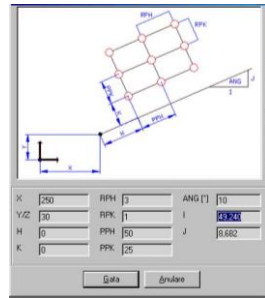 RPH
RPK
PPK
K
ANG
J
I
H
PPH
Y
X
X 250 RPH 3 ANG [°] 10
Y/Z 30 RPK 1 I 49.240
H 0 PPH 50 J 8.682
K 0 PPK 25
Gata Anulare